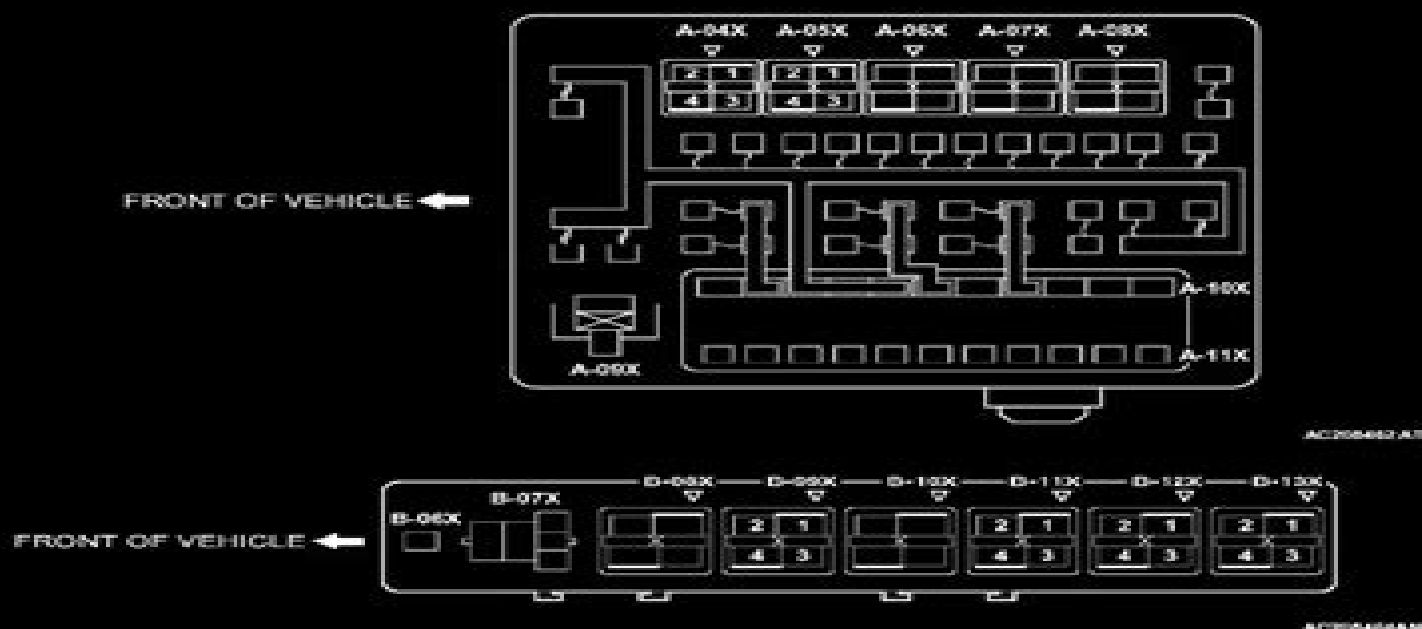 A-04X A-05X A-06X A-07X A-08X
2 1 2 1
4 3 4 3
FRONT OF VEHICLE
A-10X
A-11X
A-09X
B-08X B-09X B-10X B-11X B-12X B-13X
B-07X
B-06X
2 1 2 1 2 1 2 1
FRONT OF VEHICLE
4 3 4 3 4 3 4 3